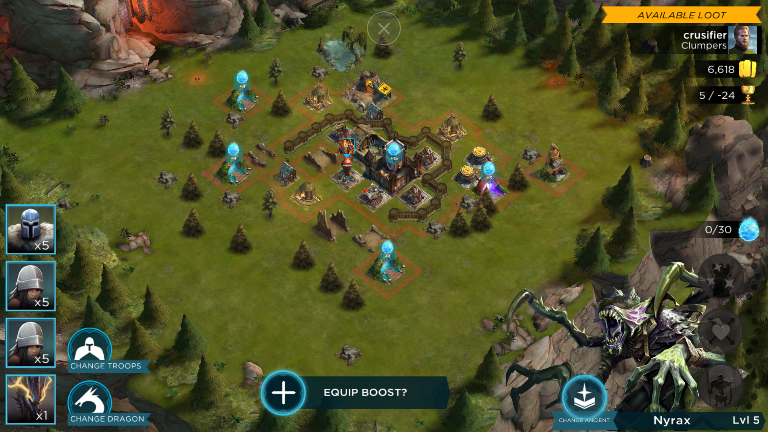 AVAILABLE LOOT
crusifier
Clumpers
6,618
5 / -24
0/30
x5
x5
x5
x1
CHANGE TROOPS
CHANGE DRAGON
EQUIP BOOST?
CHANGE ANCIENT
Nyrax
Lvl 5